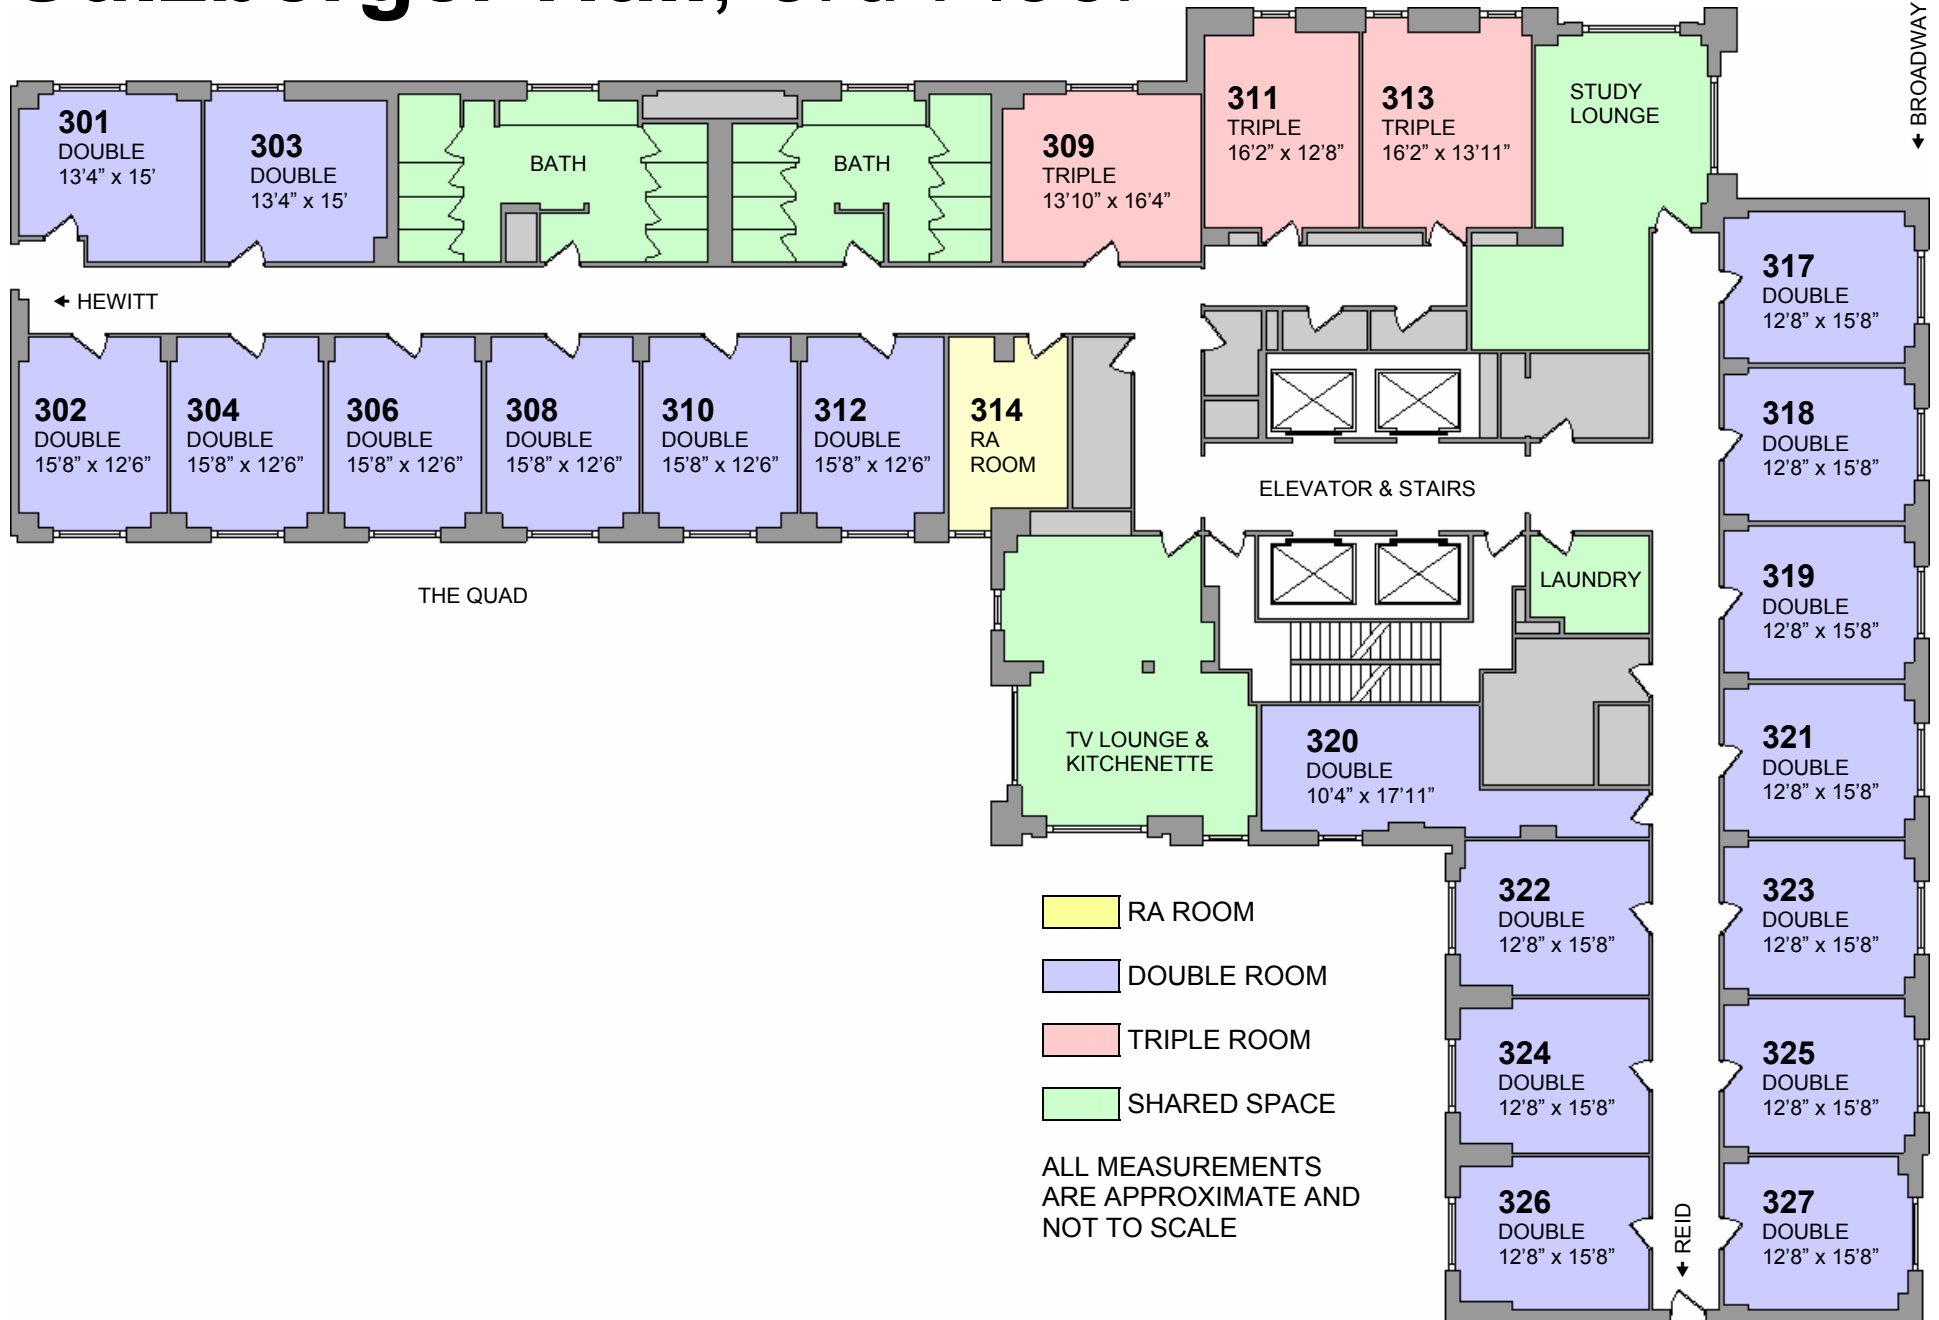 Sulzberger Hall, 3rd Floor
BROADWAY
301
DOUBLE
13'4” x 15'
303
DOUBLE
13'4” x 15'
BATH
BATH
309
TRIPLE
13'10” x 16'4”
311
TRIPLE
16'2” x 12'8”
313
TRIPLE
16'2” x 13'11”
STUDY
LOUNGE
HEWITT
302
DOUBLE
15'8” x 12'6”
304
DOUBLE
15'8” x 12'6”
306
DOUBLE
15'8” x 12'6”
308
DOUBLE
15'8” x 12'6”
310
DOUBLE
15'8” x 12'6”
312
DOUBLE
15'8” x 12'6”
314
RA
ROOM
ELEVATOR & STAIRS
317
DOUBLE
12'8” x 15'8”
318
DOUBLE
12'8” x 15'8”
319
DOUBLE
12'8” x 15'8”
LAUNDRY
THE QUAD
TV LOUNGE &
KITCHENETTE
320
DOUBLE
10'4” x 17'11”
321
DOUBLE
12'8” x 15'8”
322
DOUBLE
12'8” x 15'8”
323
DOUBLE
12'8” x 15'8”
324
DOUBLE
12'8” x 15'8”
325
DOUBLE
12'8” x 15'8”
326
DOUBLE
12'8” x 15'8”
REID
327
DOUBLE
12'8” x 15'8”
RA ROOM
DOUBLE ROOM
TRIPLE ROOM
SHARED SPACE
ALL MEASUREMENTS
ARE APPROXIMATE AND
NOT TO SCALE